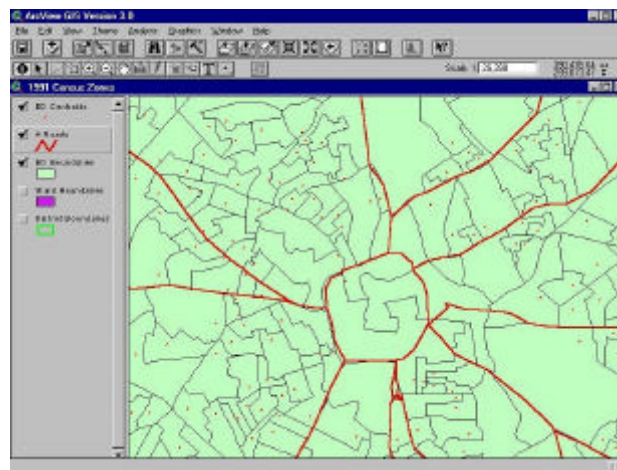 ArcView GIS Version 3.0
File Edit View Theme Analysis Graphics Window Help
Scale 1:
1991 Census Zones
ED Centroids
A Roads
ED Boundaries
Ward Boundaries
District Boundaries